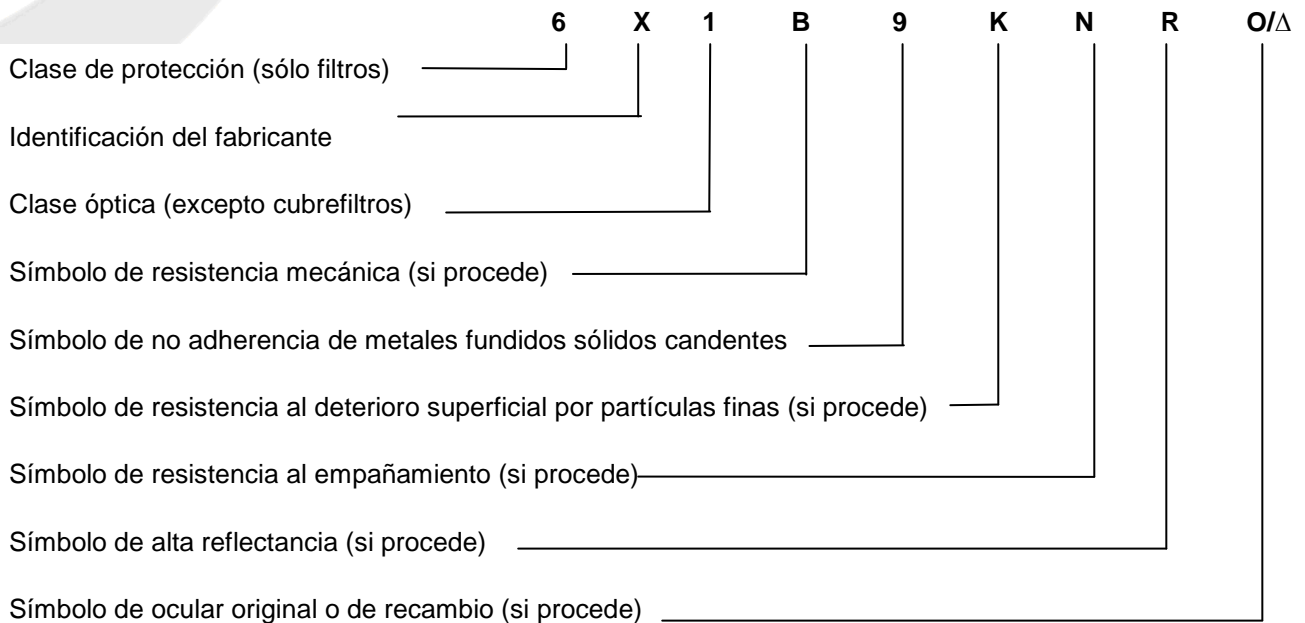 6 X 1 B 9 K N R O/∆
Clase de protección (sólo filtros)
Identificación del fabricante
Clase óptica (excepto cubrefiltros)
Símbolo de resistencia mecánica (si procede)
Símbolo de no adherencia de metales fundidos sólidos candentes
Símbolo de resistencia al deterioro superficial por partículas finas (si procede)
Símbolo de resistencia al empañamiento (si procede)
Símbolo de alta reflectancia (si procede)
Símbolo de ocular original o de recambio (si procede)